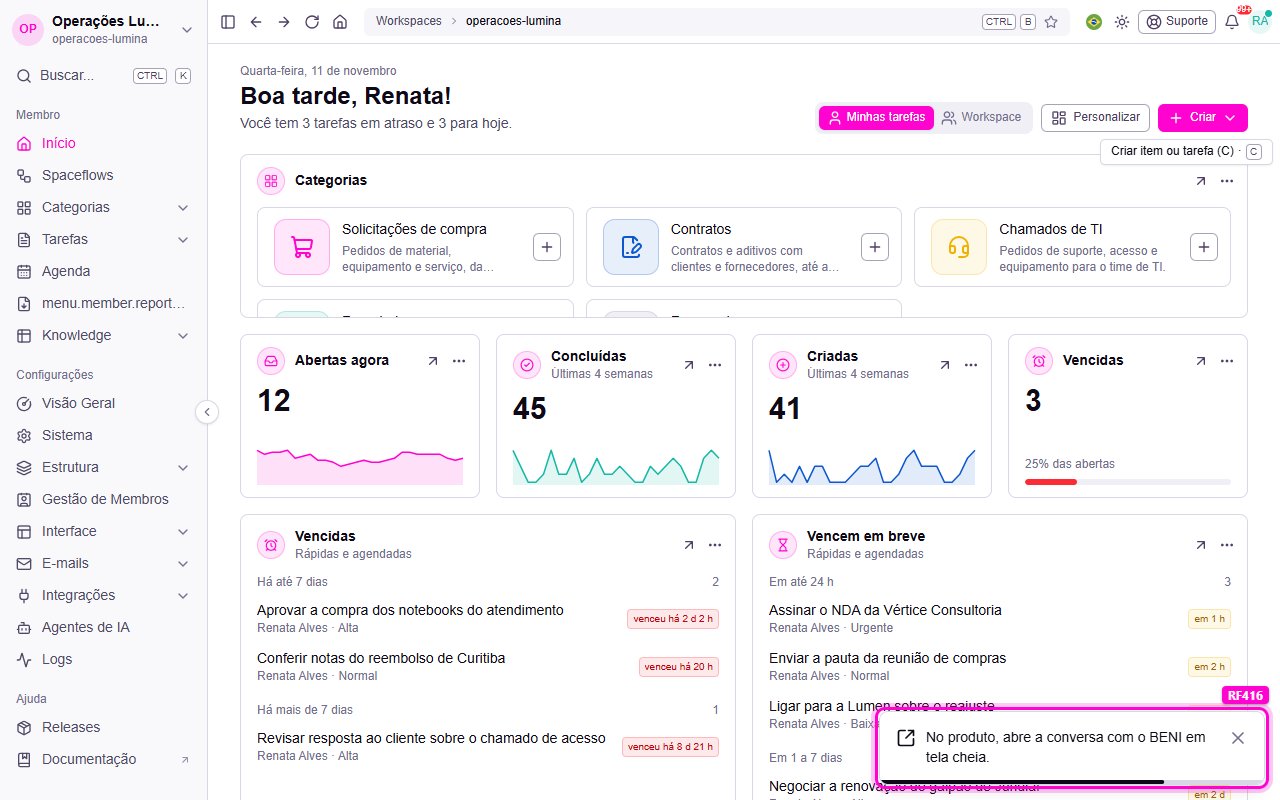 OP
Operações Lu...
operacoes-lumina
Buscar...
CTRL K
Membro
Início
Spaceflows
Categorias
Tarefas
Agenda
menu.member.report...
Knowledge
Configurações
Visão Geral
Sistema
Estrutura
Gestão de Membros
Interface
E-mails
Integrações
Agentes de IA
Logs
Ajuda
Releases
Documentação
Workspaces
operacoes-lumina
CTRL B
Suporte
99+
RA
Quarta-feira, 11 de novembro
Boa tarde, Renata!
Você tem 3 tarefas em atraso e 3 para hoje.
Minhas tarefas
Workspace
Personalizar
Criar
Criar item ou tarefa (C) · C
Categorias
Solicitações de compra
Pedidos de material,
equipamento e serviço, da...
Contratos
Contratos e aditivos com
clientes e fornecedores, até a...
Chamados de TI
Pedidos de suporte, acesso e
equipamento para o time de TI.
Abertas agora
12
Concluídas
Últimas 4 semanas
45
Criadas
Últimas 4 semanas
41
Vencidas
3
25% das abertas
Vencidas
Rápidas e agendadas
Há até 7 dias
2
Aprovar a compra dos notebooks do atendimento
Renata Alves · Alta
venceu há 2 d 2 h
Conferir notas do reembolso de Curitiba
Renata Alves · Normal
venceu há 20 h
Há mais de 7 dias
1
Revisar resposta ao cliente sobre o chamado de acesso
Renata Alves · Alta
venceu há 8 d 21 h
Vencem em breve
Rápidas e agendadas
Em até 24 h
3
Assinar o NDA da Vértice Consultoria
Renata Alves · Urgente
em 1 h
Enviar a pauta da reunião de compras
Renata Alves · Normal
em 2 h
Ligar para a Lumen sobre o reajuste
Renata Alves ·
Em 1 a 7 dias
Negociar a renovação do galpão de Jundiaí
em 2 d
RF416
No produto, abre a conversa com o BENI em
tela cheia.